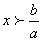 x ≻ b/a